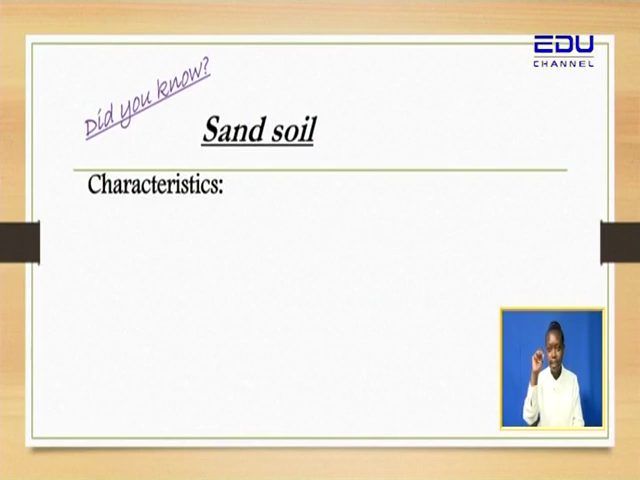 EDU
CHANNEL
Did you know?
Sand soil
Characteristics: